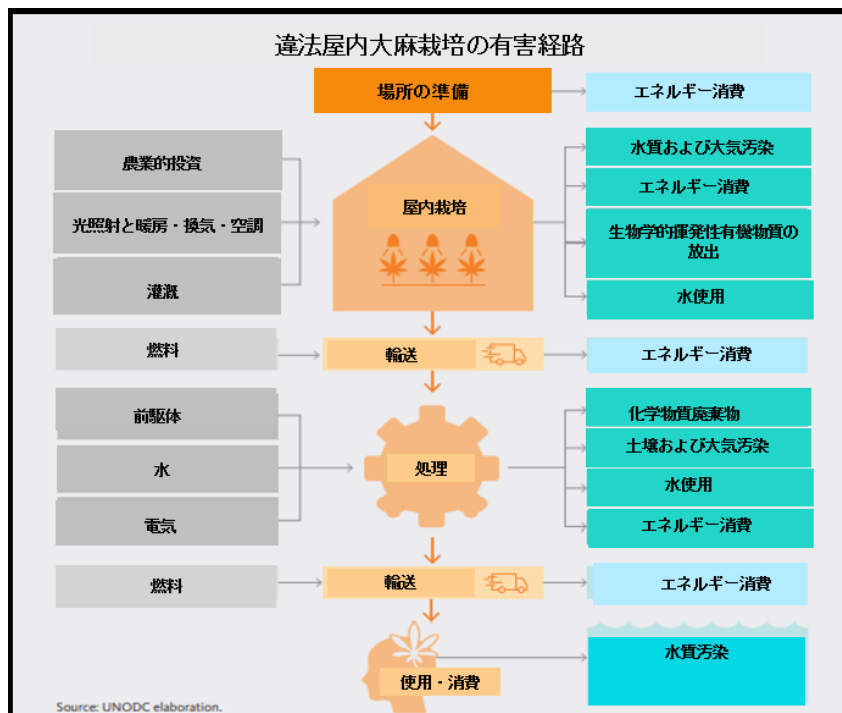 違法屋内大麻栽培の有害経路
場所の準備
エネルギー消費
農業的投資
光照射と暖房・換気・空調
灌漑
屋内栽培
水質および大気汚染
エネルギー消費
生物学的揮発性有機物質の
放出
水使用
燃料
輸送
エネルギー消費
前駆体
水
電気
処理
化学物質廃棄物
土壌および大気汚染
水使用
エネルギー消費
燃料
輸送
エネルギー消費
使用・消費
水質汚染
Source: UNODC elaboration.